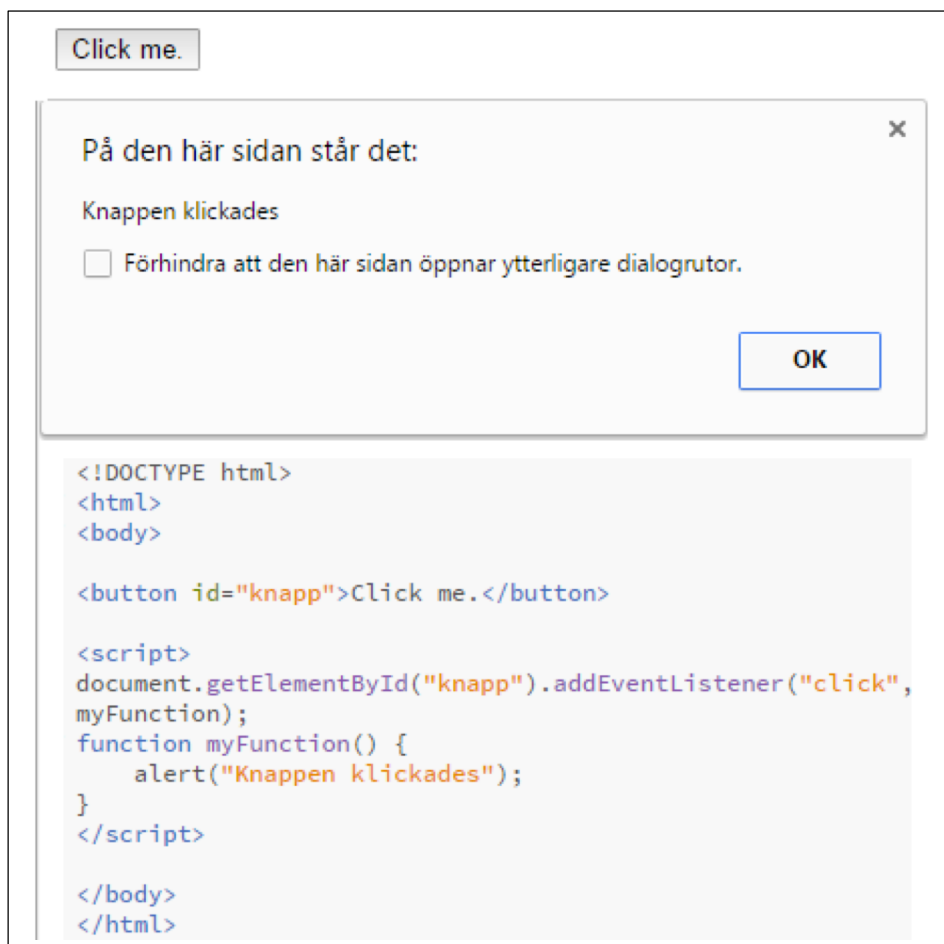 Click me.
På den här sidan står det:
Knappen klickades
Förhindra att den här sidan öppnar ytterligare dialogrutor.
OK
<!DOCTYPE html>
<html>
<body>
<button id="knapp">Click me.</button>
<script>
document.getElementById("knapp").addEventListener("click",
myFunction);
function myFunction() {
    alert("Knappen klickades");
}
</script>
</body>
</html>